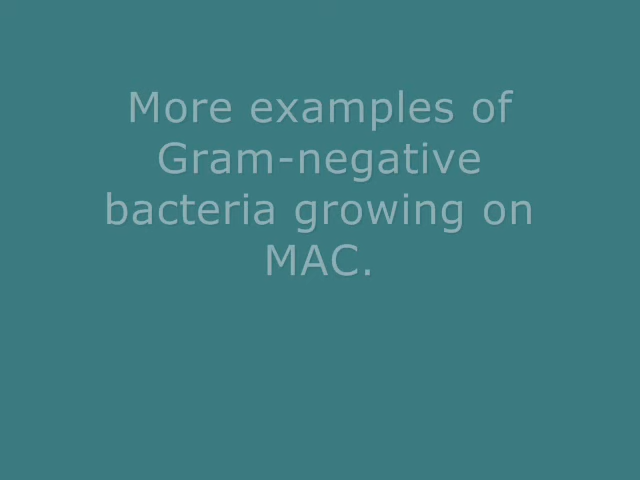 More examples of
Gram-negative
bacteria growing on
MAC.